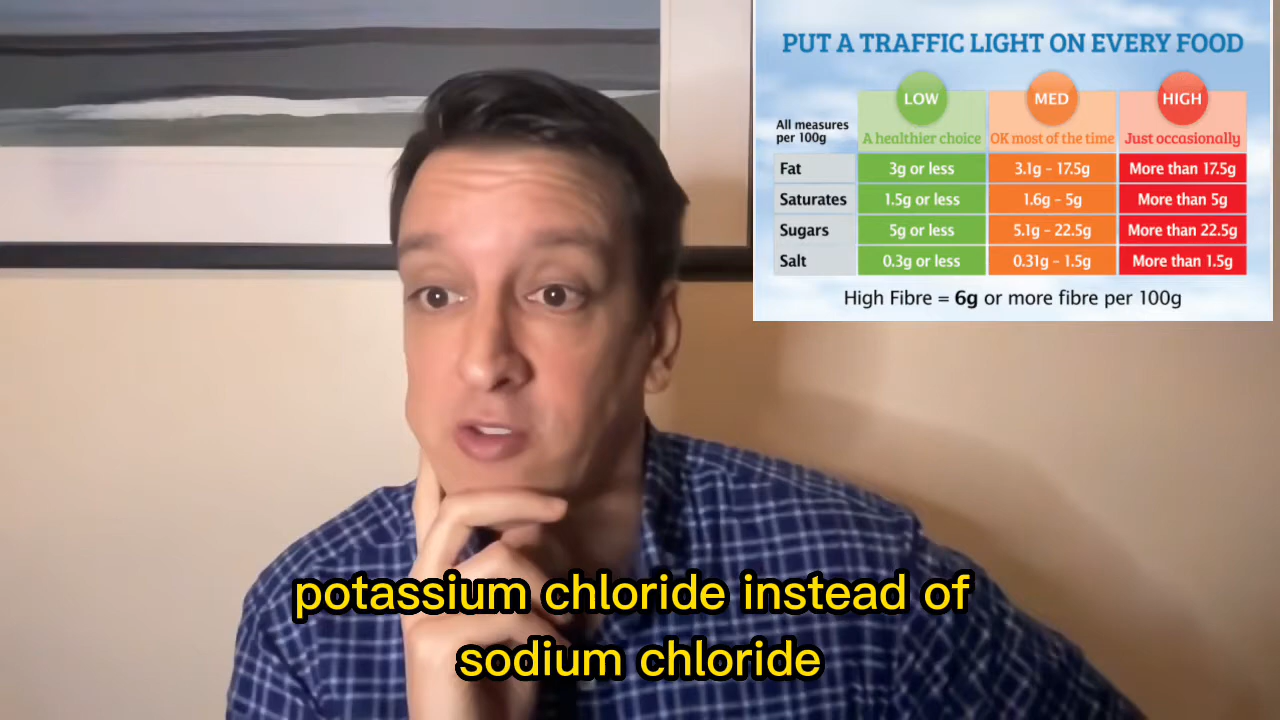 PUT A TRAFFIC LIGHT ON EVERY FOOD
LOW MED HIGH
All measures
per 100g
A healthier choice OK most of the time Just occasionally
Fat 3g or less 3.1g – 17.5g More than 17.5g
Saturates 1.5g or less 1.6g – 5g More than 5g
Sugars 5g or less 5.1g – 22.5g More than 22.5g
Salt 0.3g or less 0.31g – 1.5g More than 1.5g
High Fibre = 6g or more fibre per 100g
potassium chloride instead of
sodium chloride